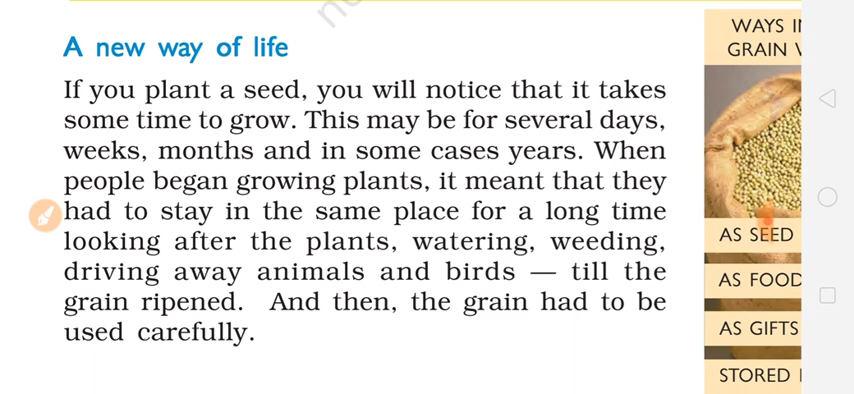 A new way of life
If you plant a seed, you will notice that it takes
some time to grow. This may be for several days,
weeks, months and in some cases years. When
people began growing plants, it meant that they
had to stay in the same place for a long time
looking after the plants, watering, weeding,
driving away animals and birds — till the
grain ripened. And then, the grain had to be
used carefully.
WAYS
GRAIN
AS SEED
AS FOOD
AS GIFTS
STORED